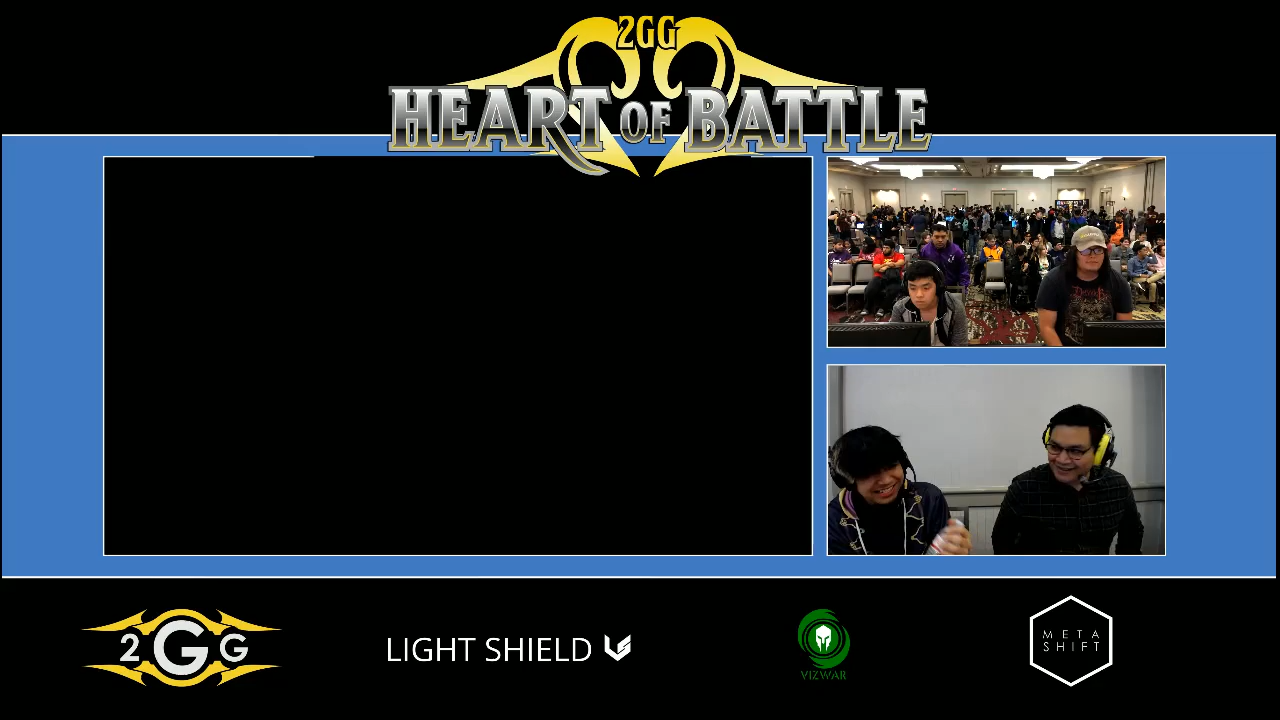 2GG
HEART OF BATTLE
2GG
LIGHT SHIELD
VIZWAR
META
SHIFT